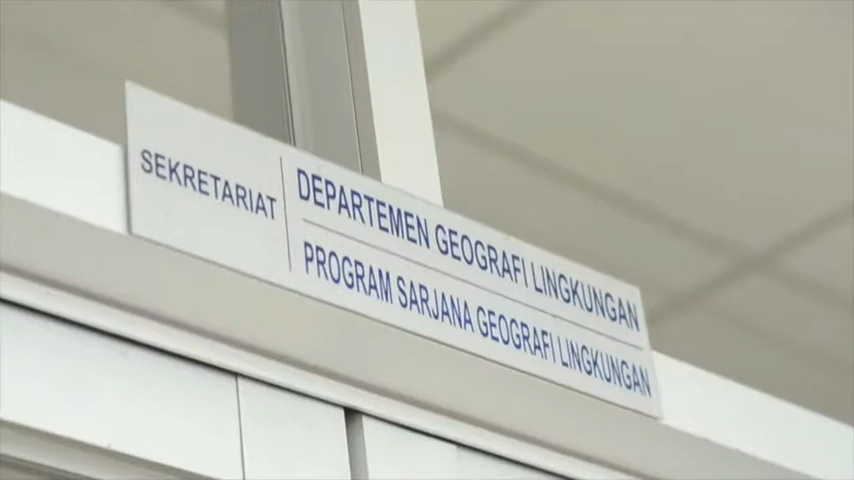 SEKRETARIAT
DEPARTEMEN GEOGRAFI LINGKUNGAN
PROGRAM SARJANA GEOGRAFI LINGKUNGAN